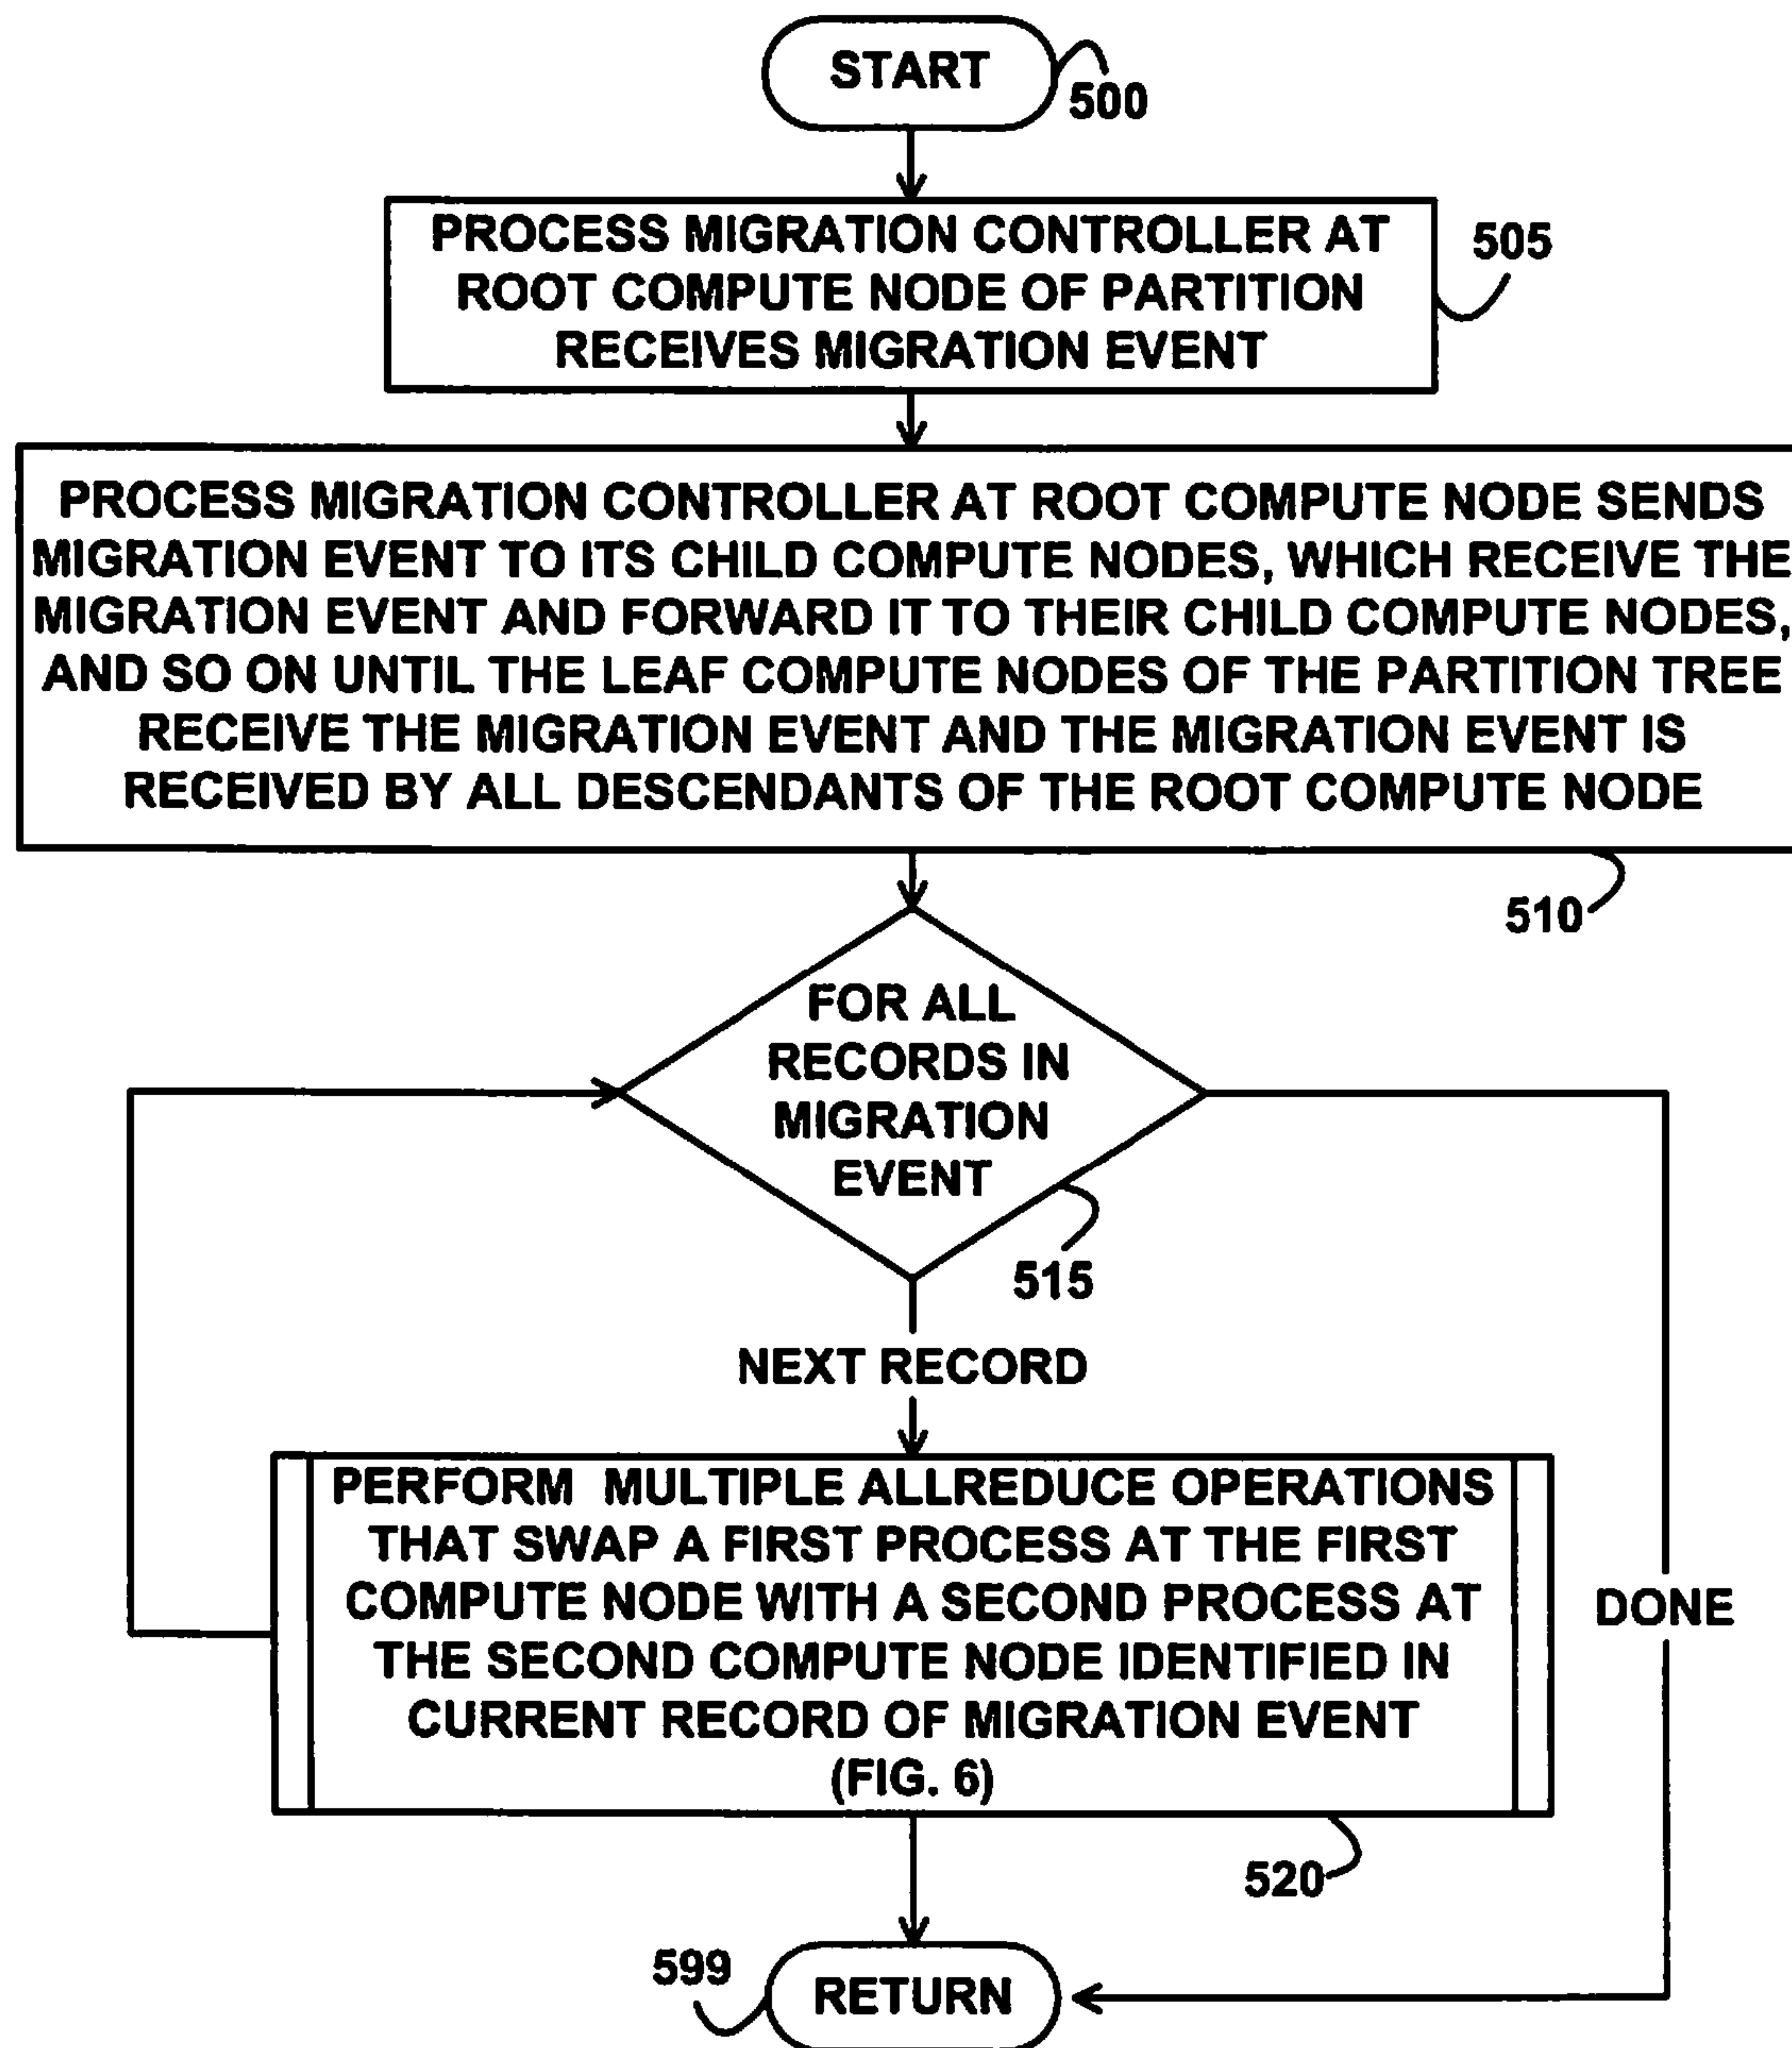 START
500
PROCESS MIGRATION CONTROLLER AT
ROOT COMPUTE NODE OF PARTITION
RECEIVES MIGRATION EVENT
505
PROCESS MIGRATION CONTROLLER AT ROOT COMPUTE NODE SENDS
MIGRATION EVENT TO ITS CHILD COMPUTE NODES, WHICH RECEIVE THE
MIGRATION EVENT AND FORWARD IT TO THEIR CHILD COMPUTE NODES,
AND SO ON UNTIL THE LEAF COMPUTE NODES OF THE PARTITION TREE
RECEIVE THE MIGRATION EVENT AND THE MIGRATION EVENT IS
RECEIVED BY ALL DESCENDANTS OF THE ROOT COMPUTE NODE
510
FOR ALL
RECORDS IN
MIGRATION
EVENT
515
NEXT RECORD
PERFORM MULTIPLE ALLREDUCE OPERATIONS
THAT SWAP A FIRST PROCESS AT THE FIRST
COMPUTE NODE WITH A SECOND PROCESS AT
THE SECOND COMPUTE NODE IDENTIFIED IN
CURRENT RECORD OF MIGRATION EVENT
(FIG. 6)
DONE
520
599
RETURN